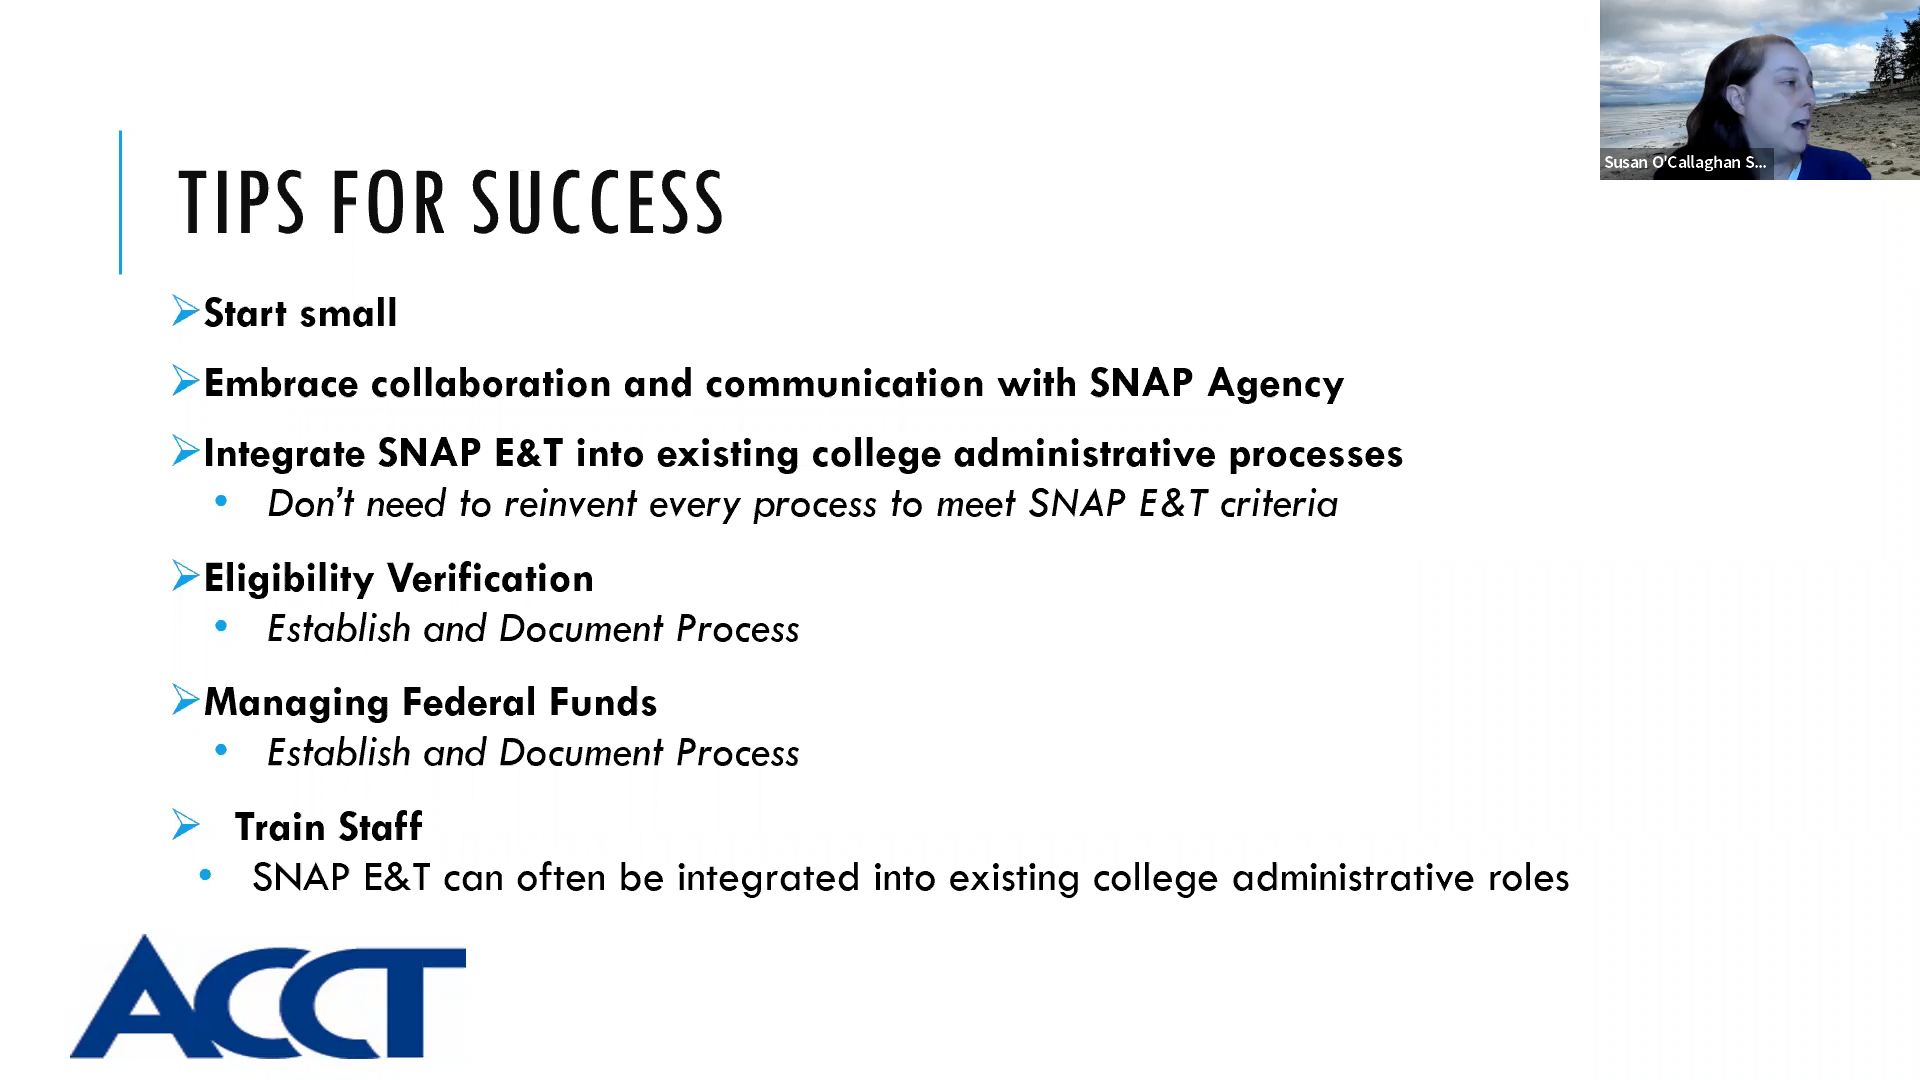 Susan O'Callaghan S...
TIPS FOR SUCCESS
Start small
Embrace collaboration and communication with SNAP Agency
Integrate SNAP E&T into existing college administrative processes
Don’t need to reinvent every process to meet SNAP E&T criteria
Eligibility Verification
Establish and Document Process
Managing Federal Funds
Establish and Document Process
Train Staff
SNAP E&T can often be integrated into existing college administrative roles
ACCT